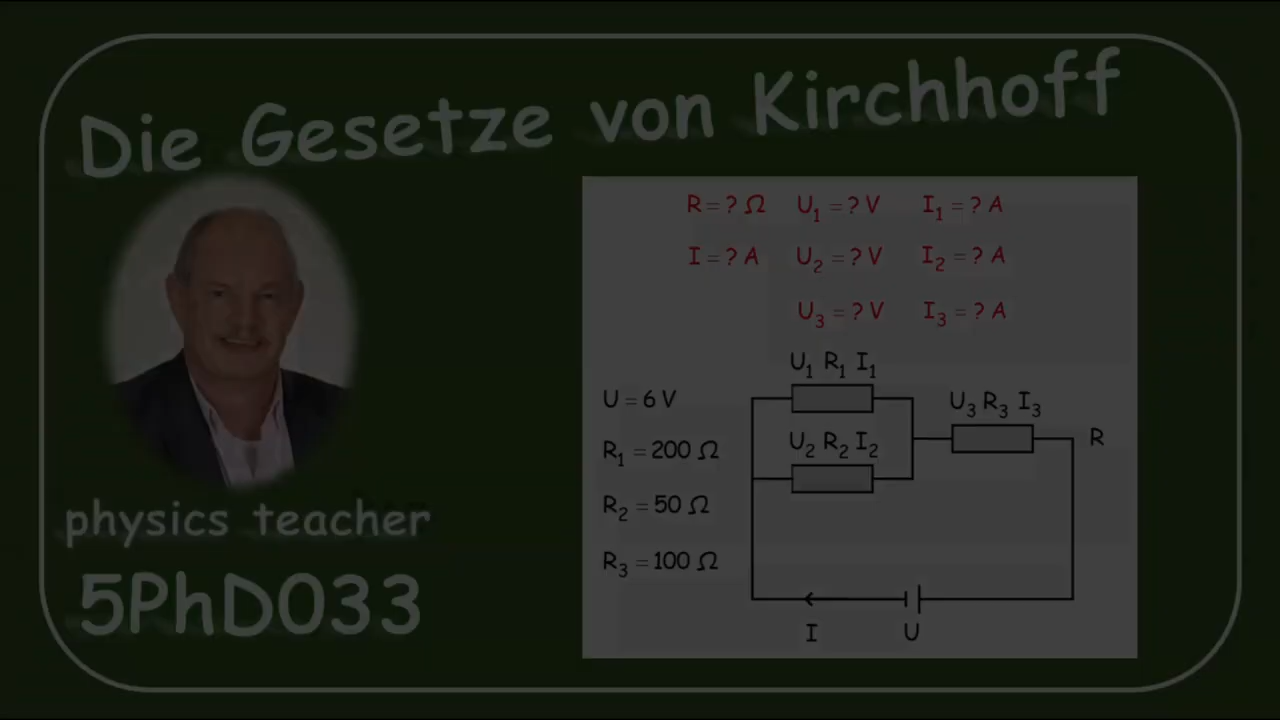 Die Gesetze von Kirchhoff
R = ? Ω U₁ = ? V I₁ = ? A
I = ? A U₂ = ? V I₂ = ? A
U₃ = ? V I₃ = ? A
U₁ R₁ I₁
U = 6 V
U₃ R₃ I₃
R
U₂ R₂ I₂
R₁ = 200 Ω
R₂ = 50 Ω
R₃ = 100 Ω
I U
physics teacher
5PhD033